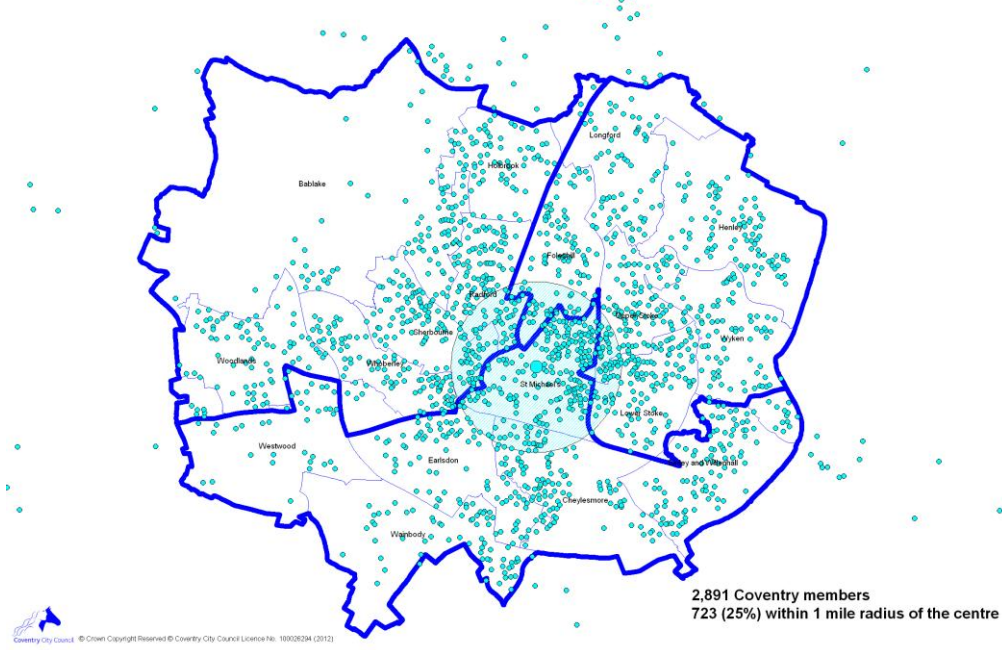 Longford
Holbrook
Bablake
Henley
Foleshill
Radford
Upper Stoke
Sherbourne
Wyken
Woodlands
Whoberley
St Michael's
Lower Stoke
Westwood
Earlsdon
and Willenhall
Cheylesmore
Wainbody
2,891 Coventry members
723 (25%) within 1 mile radius of the centre
Coventry City Council © Crown Copyright Reserved © Coventry City Council Licence No. 100026294 (2012)